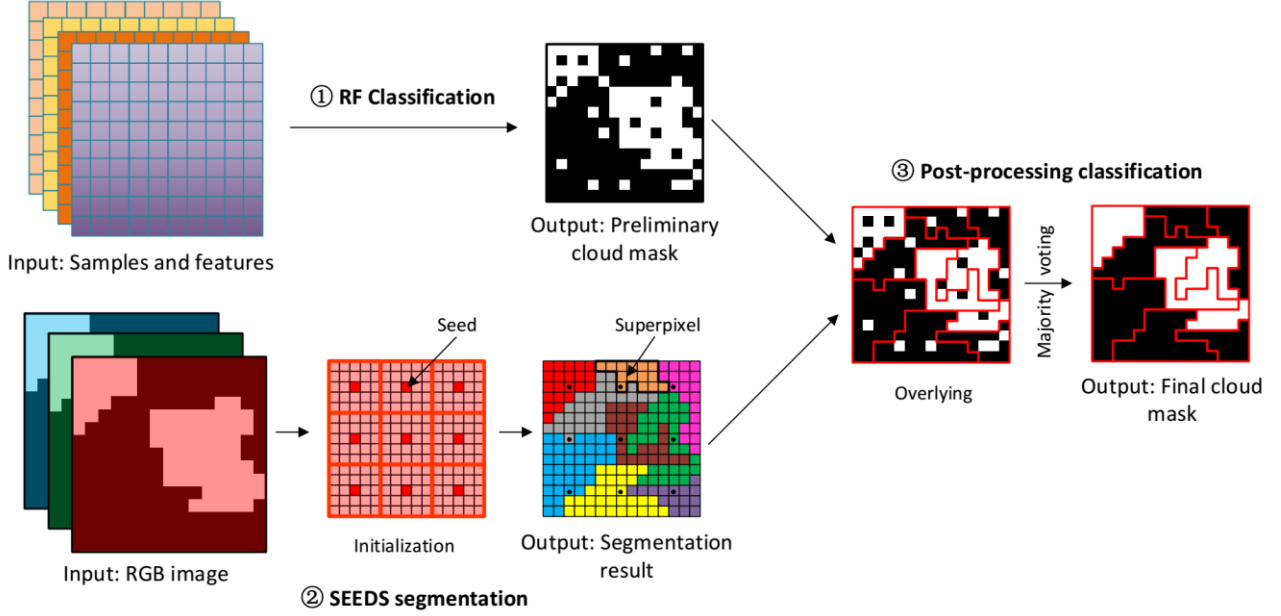 ① RF Classification
Input: Samples and features
Output: Preliminary
cloud mask
③ Post-processing classification
Majority voting
Overlying
Output: Final cloud
mask
Seed
Superpixel
Input: RGB image
Initialization
Output: Segmentation
result
② SEEDS segmentation